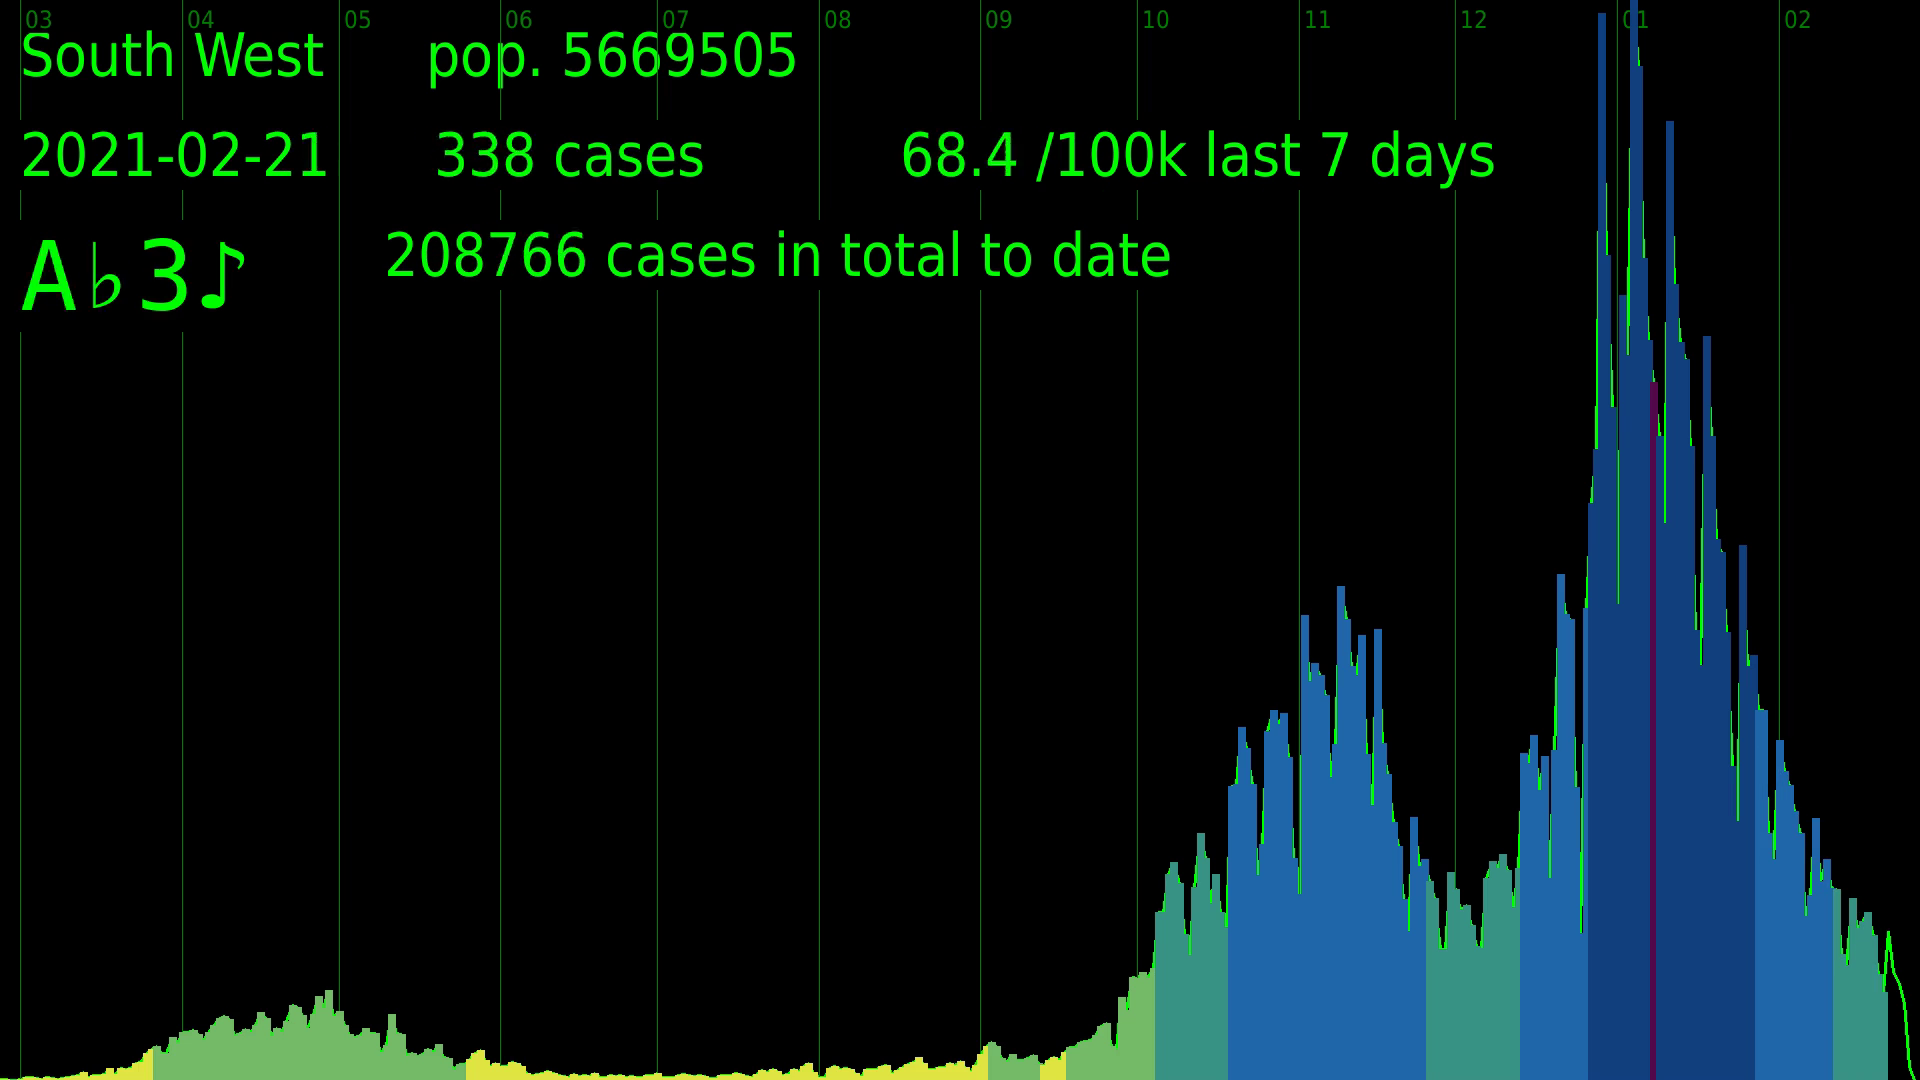 03 04 05 06 07 08 09 10 11 12 01 02
South West pop. 5669505
2021-02-21 338 cases 68.4 /100k last 7 days
A♭3♪ 208766 cases in total to date